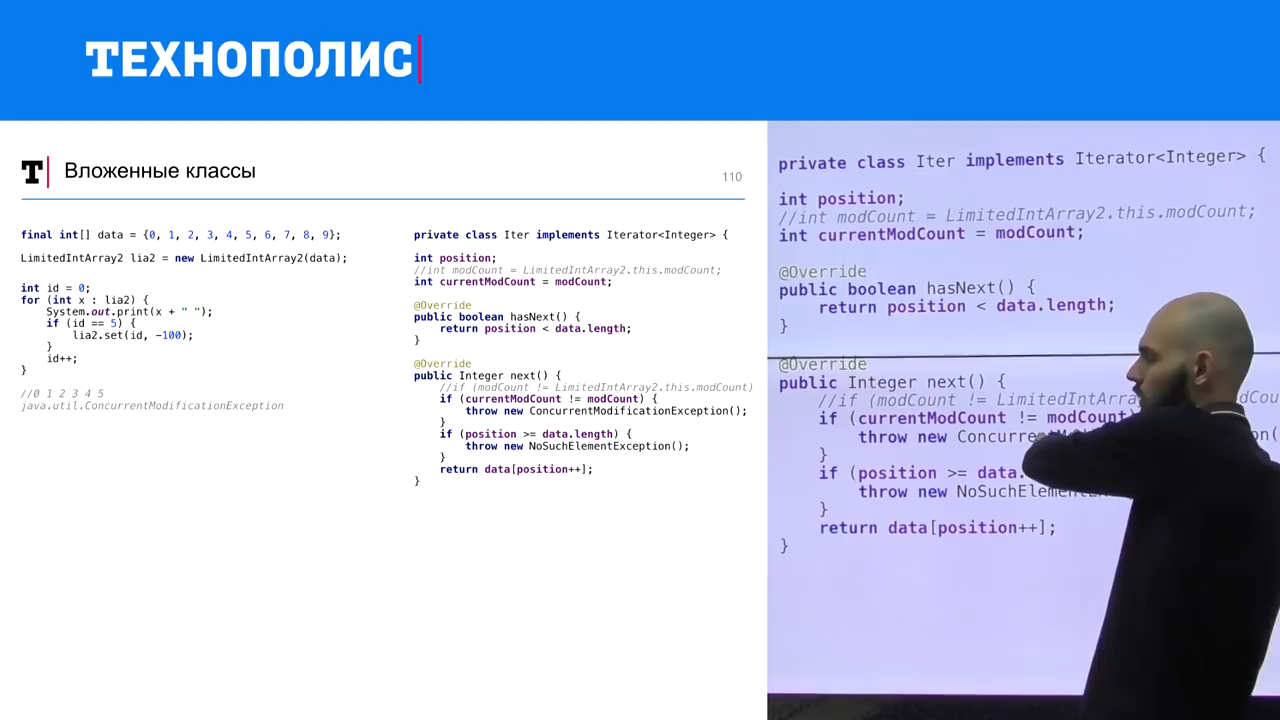 ТЕХНОПОЛИС
Т Вложенные классы
110
final int[] data = {0, 1, 2, 3, 4, 5, 6, 7, 8, 9};
LimitedIntArray2 lia2 = new LimitedIntArray2(data);
int id = 0;
for (int x : lia2) {
System.out.print(x + " ");
if (id == 5) {
lia2.set(id, -100);
}
id++;
}
//0 1 2 3 4 5
java.util.ConcurrentModificationException
private class Iter implements Iterator<Integer> {
int position;
//int modCount = LimitedIntArray2.this.modCount;
int currentModCount = modCount;
@Override
public boolean hasNext() {
return position < data.length;
}
@Override
public Integer next() {
//if (modCount != LimitedIntArray2.this.modCount)
if (currentModCount != modCount) {
throw new ConcurrentModificationException();
}
if (position >= data.length) {
throw new NoSuchElementException();
}
return data[position++];
}
private class Iter implements Iterator<Integer> {
int position;
//int modCount = LimitedIntArray2.this.modCount;
int currentModCount = modCount;
@Override
public boolean hasNext() {
return position < data.length;
}
@Override
public Integer next() {
//if (modCount !=
if (currentModCount != modCount)
throw new
}
if (position >= data.
throw new
}
return data[position++];
}